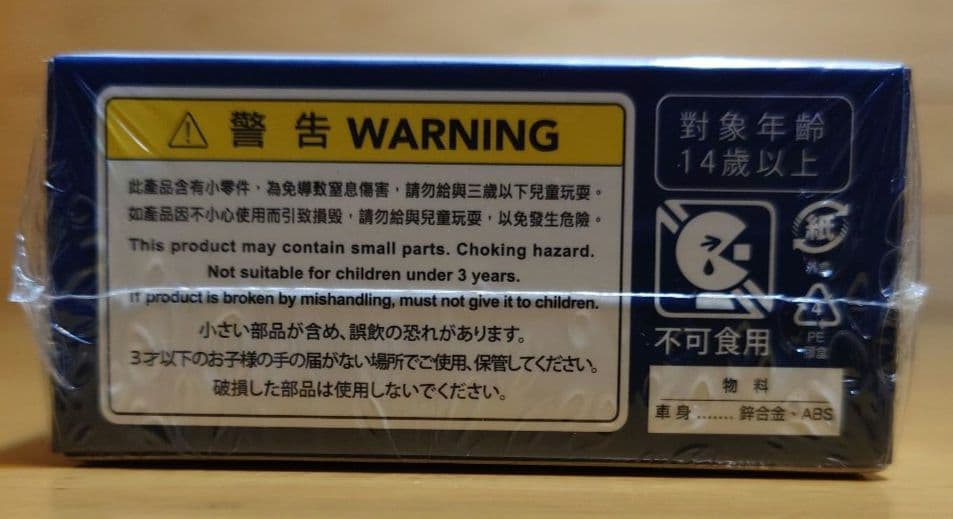 警告 WARNING
此產品含有小零件，為免導致窒息傷害，請勿給與三歲以下兒童玩耍。
如產品因不小心使用而引致損毀，請勿給與兒童玩耍，以免發生危險。
This product may contain small parts. Choking hazard.
Not suitable for children under 3 years.
If product is broken by mishandling, must not give it to children.
小さい部品が含め、誤飲の恐れがあります。
3才以下のお子様の手の届がない場所でご使用、保管してください。
破損した部品は使用しないでください。
對象年齡
14歲以上
不可食用
紙
4
PE
物料
車身.......鋅合金、ABS